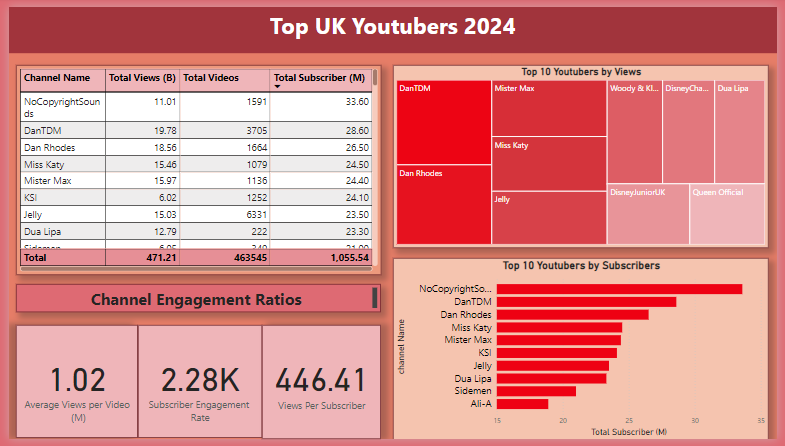 Top UK Youtubers 2024
Channel Name Total Views (B) Total Videos Total Subscriber (M)
NoCopyrightSoun
ds 11.01 1591 33.60
DanTDM 19.78 3705 28.60
Dan Rhodes 18.56 1664 26.50
Miss Katy 15.46 1079 24.50
Mister Max 15.97 1136 24.40
KSI 6.02 1252 24.10
Jelly 15.03 6331 23.50
Dua Lipa 12.79 222 23.30
Sidemen
Total 471.21 463545 1,055.54
Channel Engagement Ratios
1.02
Average Views per Video
(M)
2.28K
Subscriber Engagement
Rate
446.41
Views Per Subscriber
Top 10 Youtubers by Views
DanTDM
Dan Rhodes
Mister Max
Miss Katy
Jelly
Woody & Kl...
DisneyCha...
Dua Lipa
DisneyJuniorUK
Queen Official
Top 10 Youtubers by Subscribers
channel Name
NoCopyrightSo...
DanTDM
Dan Rhodes
Miss Katy
Mister Max
KSI
Jelly
Dua Lipa
Sidemen
Ali-A
15 20 25 30 35
Total Subscriber (M)